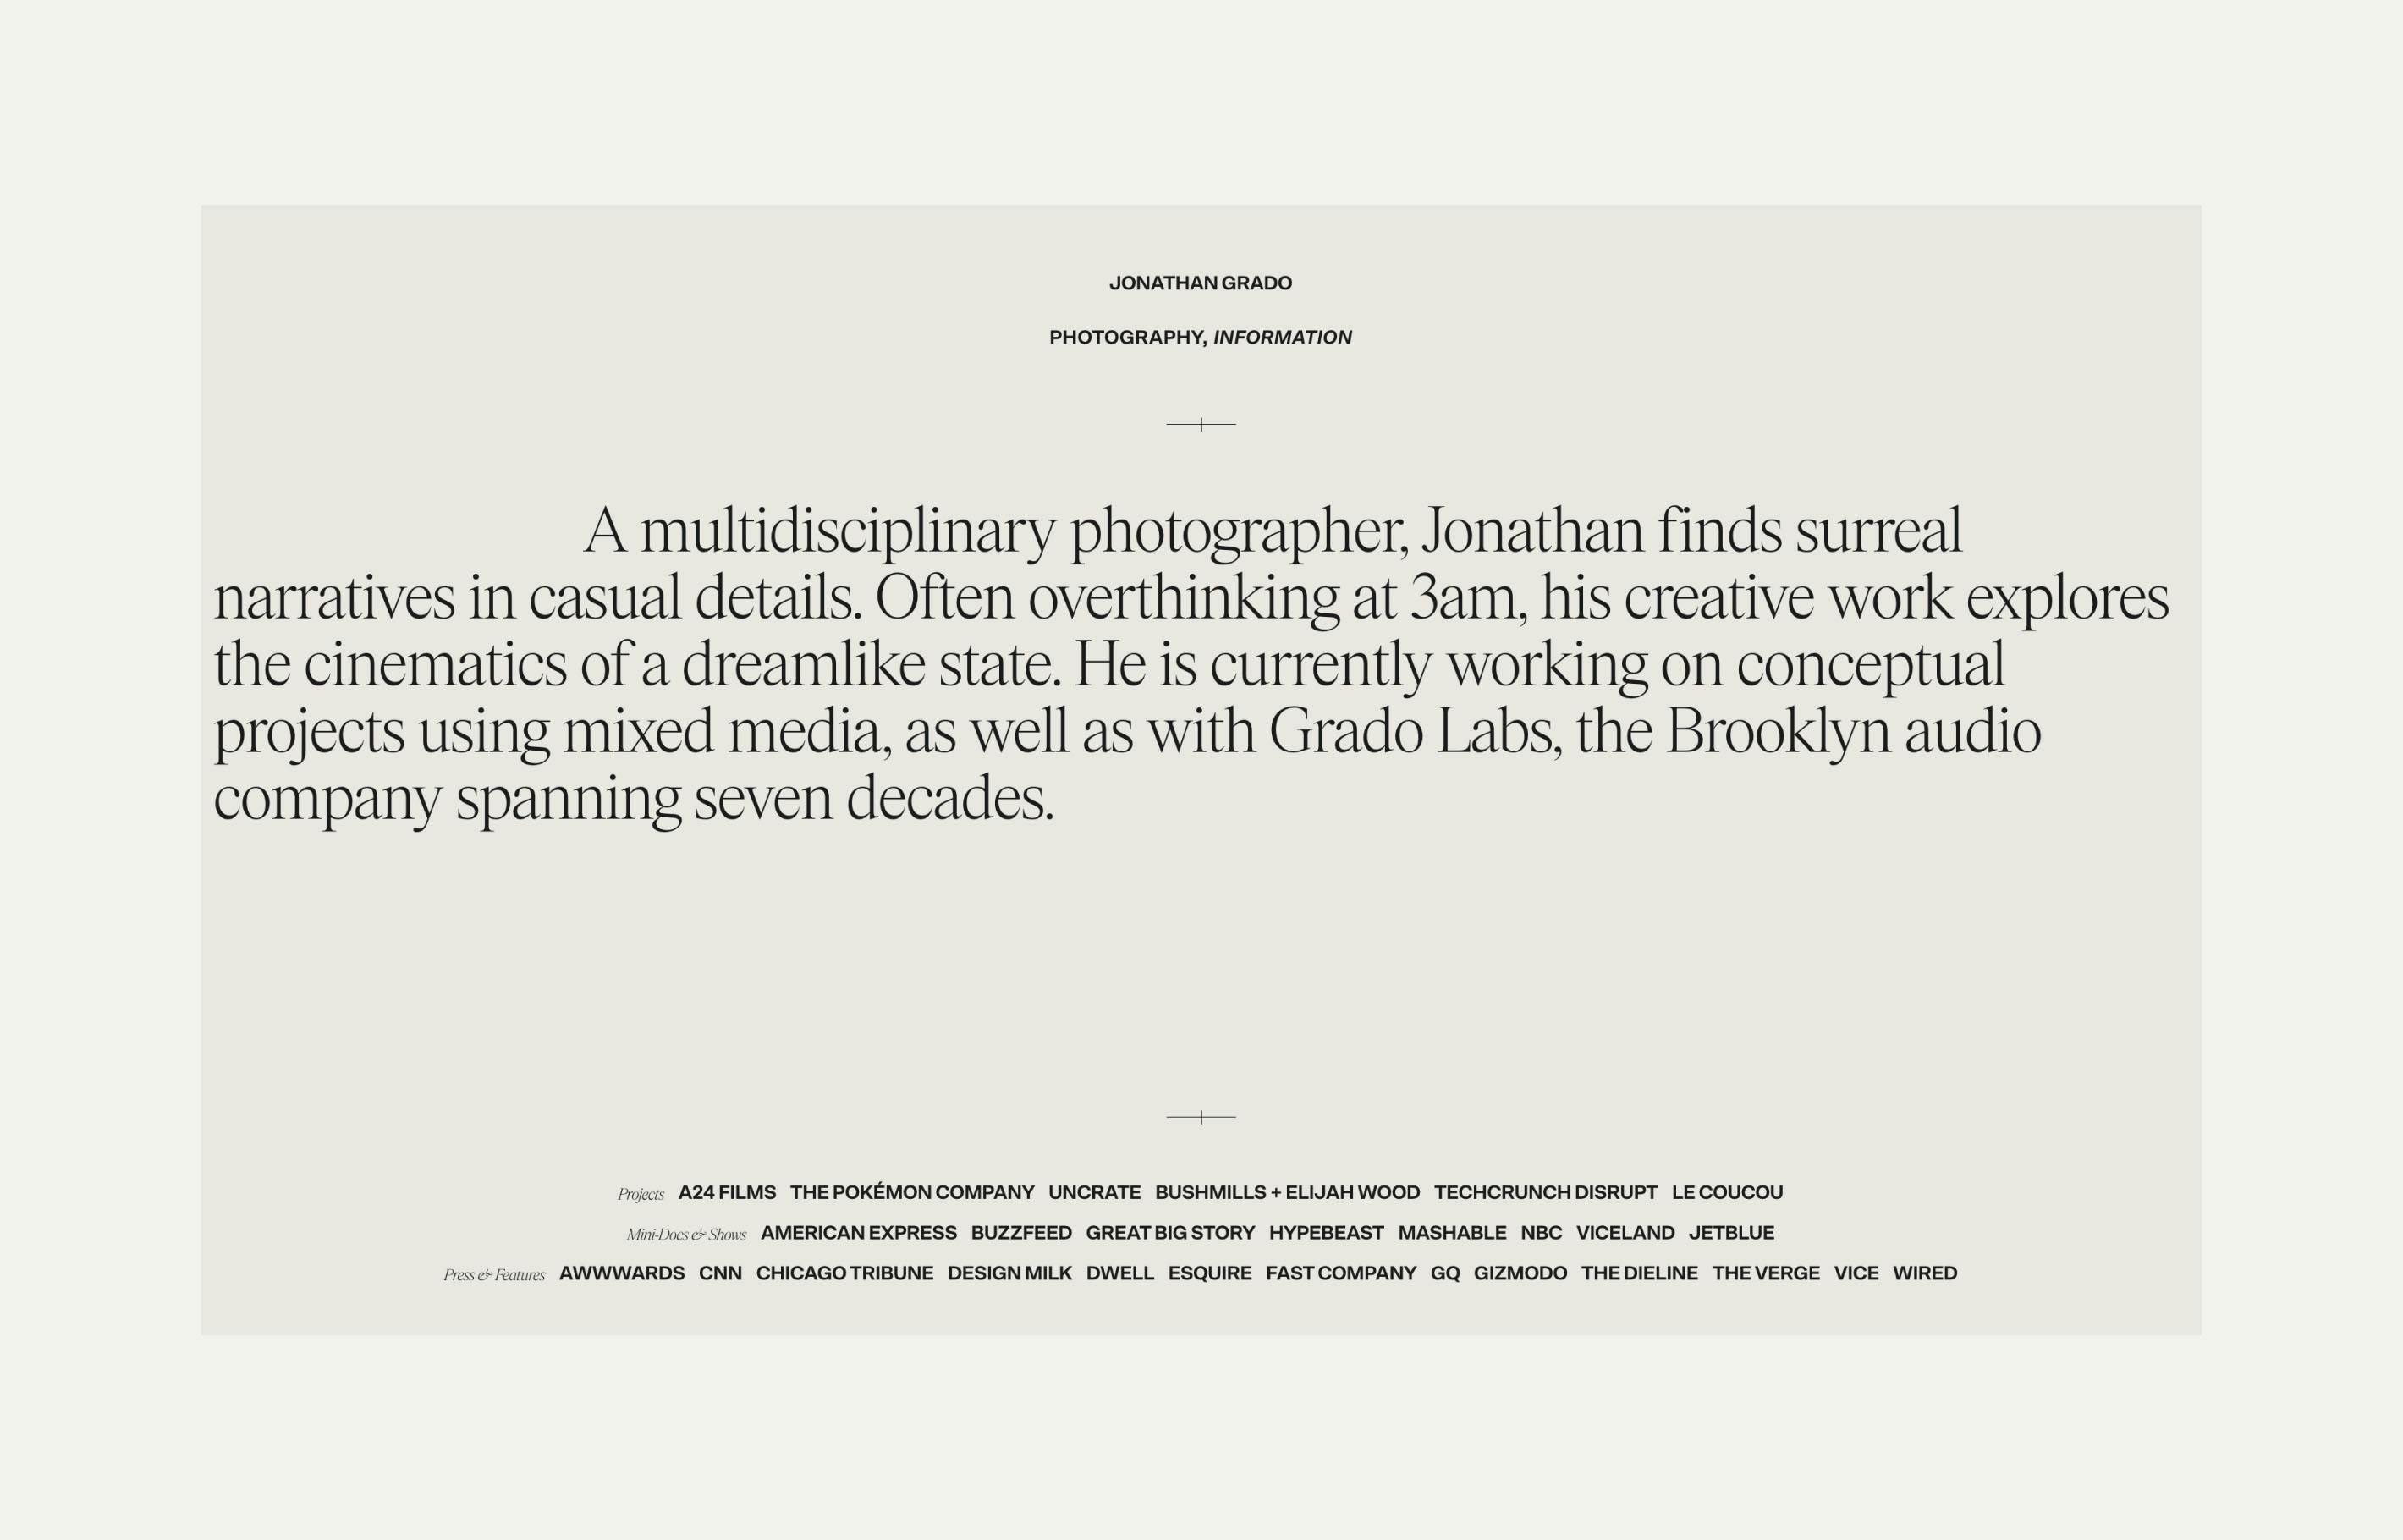 JONATHAN GRADO
PHOTOGRAPHY, INFORMATION
A multidisciplinary photographer, Jonathan finds surreal
narratives in casual details. Often overthinking at 3am, his creative work explores
the cinematics of a dreamlike state. He is currently working on conceptual
projects using mixed media, as well as with Grado Labs, the Brooklyn audio
company spanning seven decades.
Projects A24 FILMS THE POKÉMON COMPANY UNCRATE BUSHMILLS + ELIJAH WOOD TECHCRUNCH DISRUPT LE COUCOU
Mini-Docs & Shows AMERICAN EXPRESS BUZZFEED GREAT BIG STORY HYPEBEAST MASHABLE NBC VICELAND JETBLUE
Press & Features AWWWARDS CNN CHICAGO TRIBUNE DESIGN MILK DWELL ESQUIRE FAST COMPANY GQ GIZMODO THE DIELINE THE VERGE VICE WIRED